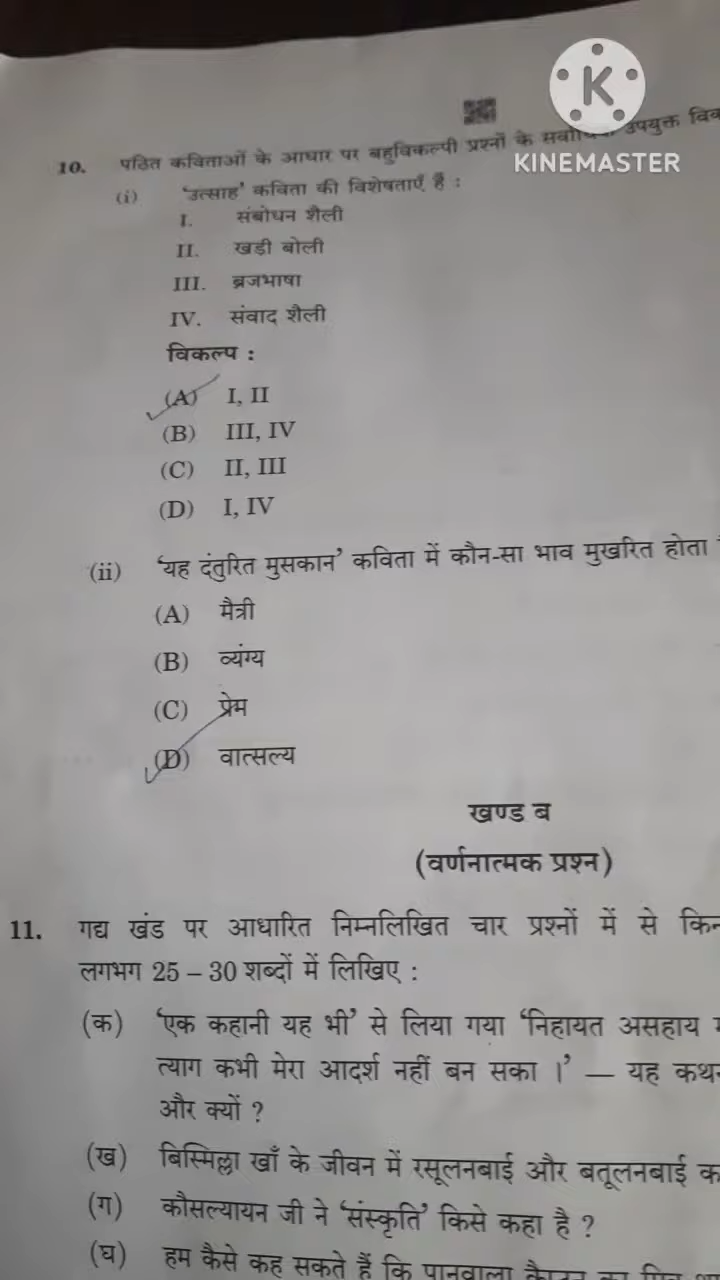 KINEMASTER
10. पठित कविताओं के आधार पर बहुविकल्पी प्रश्नों के उपयुक्त
(i) 'उत्साह' कविता की विशेषताएँ हैं :
I. संबोधन शैली
II. खड़ी बोली
III. ब्रजभाषा
IV. संवाद शैली
विकल्प :
(A) I, II
(B) III, IV
(C) II, III
(D) I, IV
(ii) 'यह दंतुरित मुसकान' कविता में कौन-सा भाव मुखरित होता
(A) मैत्री
(B) व्यंग्य
(C) प्रेम
(D) वात्सल्य
खण्ड ब
(वर्णनात्मक प्रश्न)
11. गद्य खंड पर आधारित निम्नलिखित चार प्रश्नों में से
लगभग 25 – 30 शब्दों में लिखिए :
(क) 'एक कहानी यह भी' से लिया गया 'निहायत असहाय
त्याग कभी मेरा आदर्श नहीं बन सका ।' — यह
और क्यों ?
(ख) बिस्मिल्ला खाँ के जीवन में रसूलनबाई और बतूलनबाई
(ग) कौसल्यायन जी ने 'संस्कृति' किसे कहा है ?
(घ) हम कैसे कह सकते हैं कि पानवाला